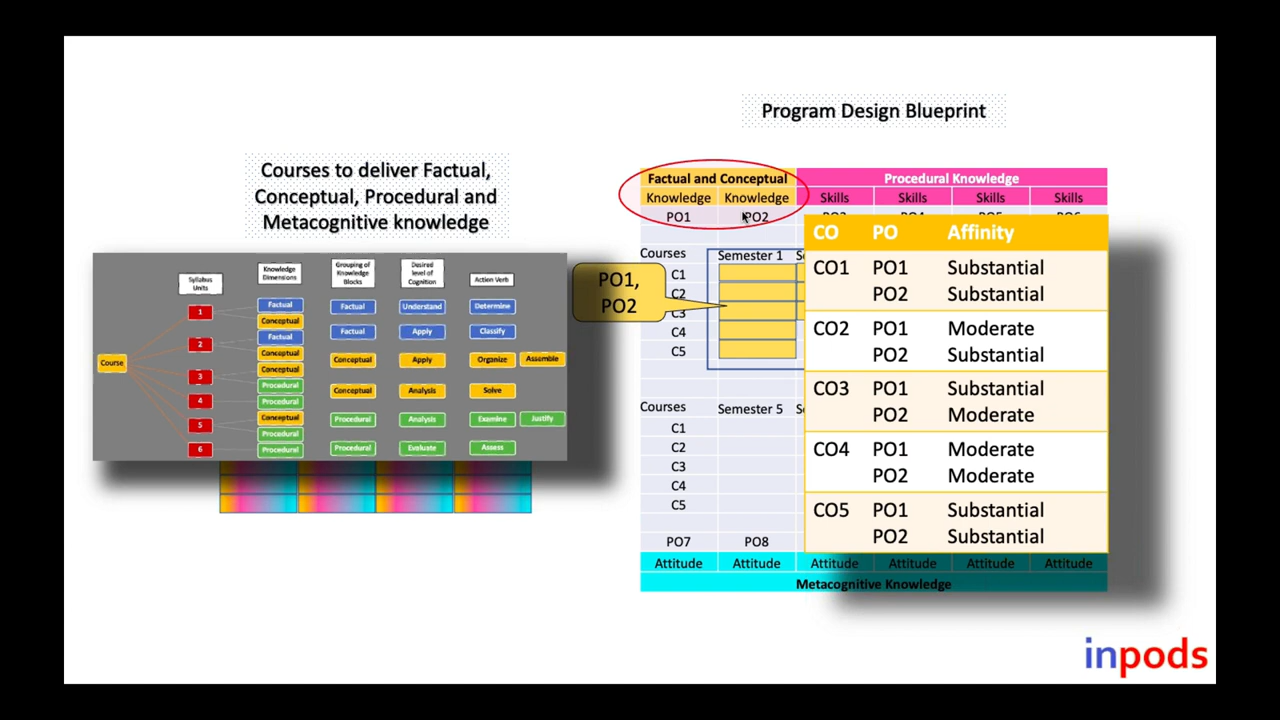 Program Design Blueprint
Courses to deliver Factual,
Conceptual, Procedural and
Metacognitive knowledge
Syllabus
Units
Knowledge
Dimensions
Grouping of
Knowledge
Blocks
Desired
level of
Cognition
Action Verb
Course
1
2
3
4
5
6
Factual
Conceptual
Factual
Conceptual
Conceptual
Procedural
Procedural
Conceptual
Procedural
Procedural
Factual Understand Determine
Factual Apply Classify
Conceptual Apply Organize Assemble
Conceptual Analysis Solve
Procedural Analysis Examine Justify
Procedural Evaluate Assess
Factual and Conceptual Procedural Knowledge
Knowledge Knowledge Skills Skills Skills Skills
PO1 PO2
Courses Semester 1
C1
C2
C3
C4
C5
PO1,
PO2
Courses Semester 5
C1
C2
C3
C4
C5
PO7 PO8
Attitude Attitude Attitude Attitude Attitude Attitude
Metacognitive Knowledge
CO PO Affinity
CO1 PO1 Substantial
PO2 Substantial
CO2 PO1 Moderate
PO2 Substantial
CO3 PO1 Substantial
PO2 Moderate
CO4 PO1 Moderate
PO2 Moderate
CO5 PO1 Substantial
PO2 Substantial
inpods